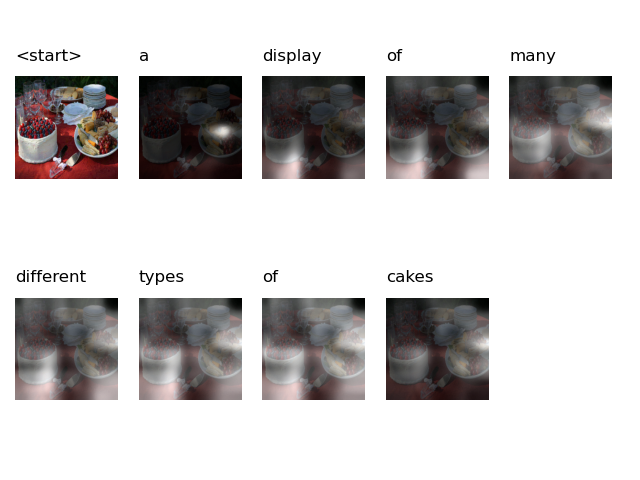 <start> a display of many
different types of cakes